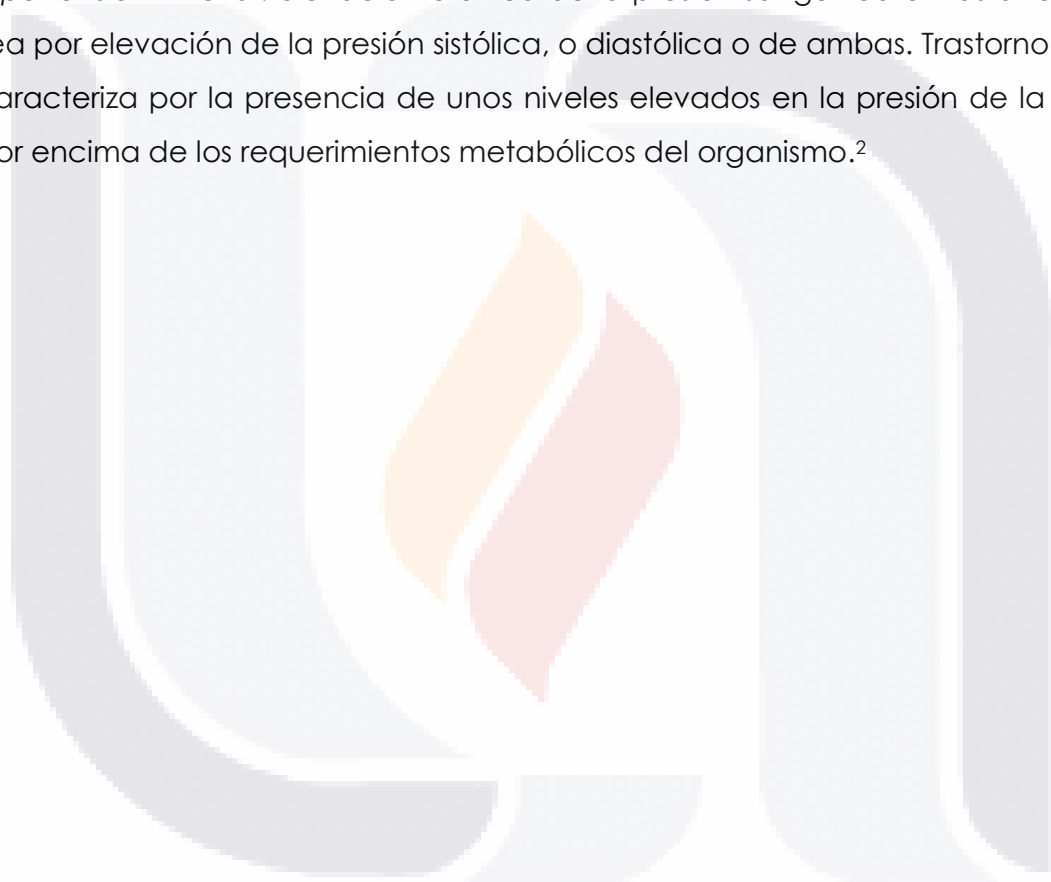 ea por elevación de la presión sistólica, o diastólica o de ambas. Trastorno
aracteriza por la presencia de unos niveles elevados en la presión de la
or encima de los requerimientos metabólicos del organismo.²